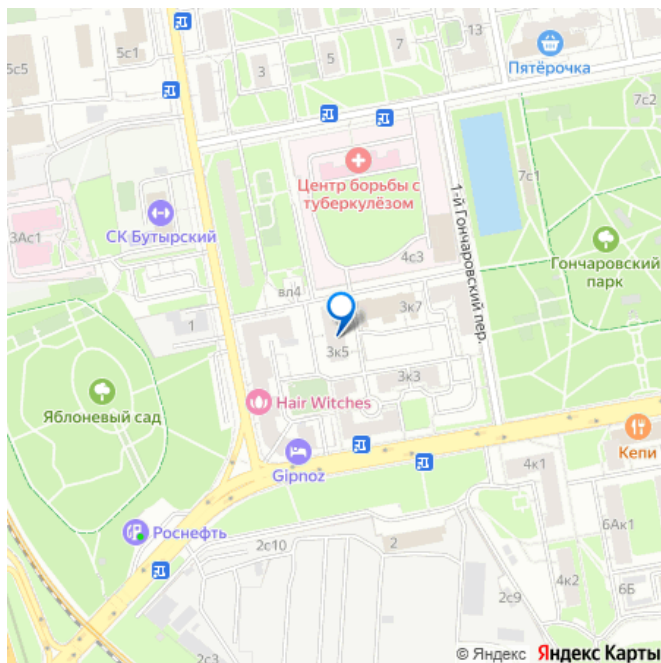 5с1
5с5
3
5
7
13
Пятёрочка
7с2
Центр борьбы с
туберкулёзом
7с1
1-й Гончаровский пер.
СК Бутырский
3Ас1
4с3
Гончаровский
парк
вл4
1
3к7
3к5
3к3
Яблоневый сад
Hair Witches
Gipnoz
Кепи
4к1
Роснефть
2с10
2
6Ак1
4к2
6Б
2с9
2с3
© Яндекс Яндекс Карты